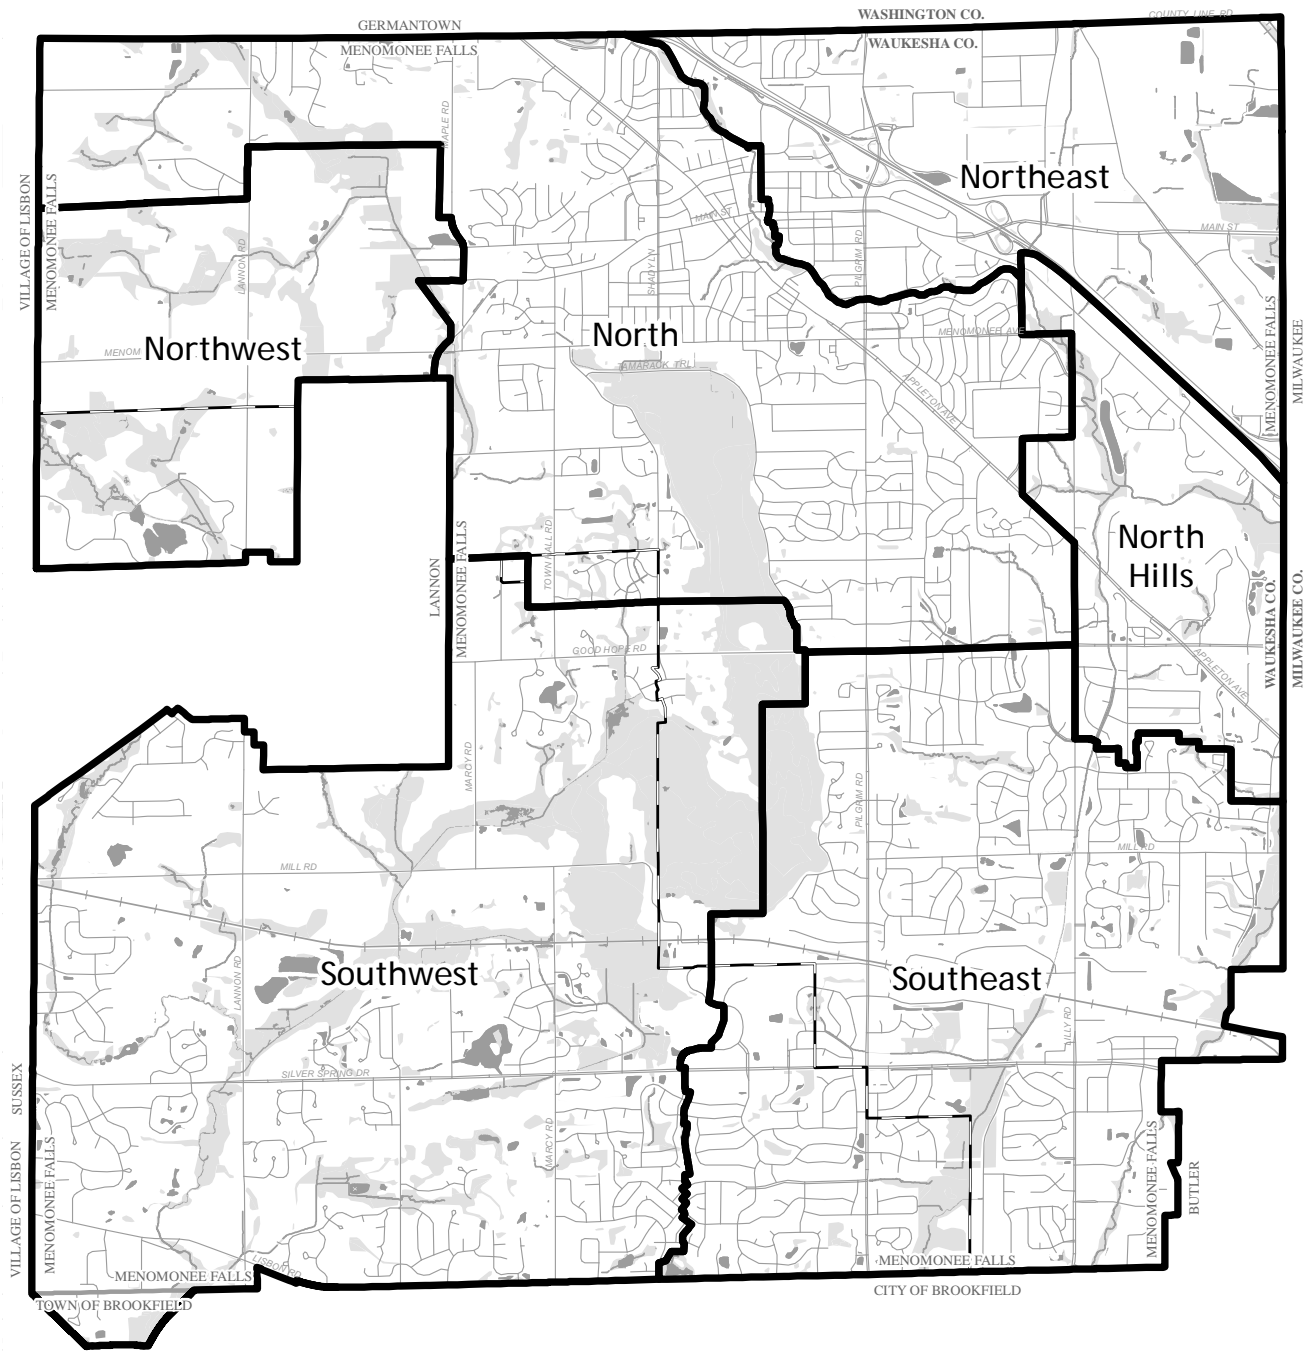 WASHINGTON CO.
COUNTY LINE RD
GERMANTOWN
MENOMONEE FALLS
WAUKESHA CO.
MAPLE RD
Northeast
VILLAGE OF LISBON
MENOMONEE FALLS
MAIN ST
MAIN ST
LANNON RD
SHADY LN
PILGRIM RD
MENOMONEE FALLS
MILWAUKEE
Northwest
North
MENOM
MENOMONEE AVE
TAMARACK TRL
APPLETON AVE
North
Hills
TOWN HALL RD
LANNON
MENOMONEE FALLS
WAUKESHA CO.
MILWAUKEE CO.
GOOD HOPE RD
APPLETON AVE
MARCY RD
PILGRIM RD
MILL RD
MILL RD
Southwest
Southeast
LANNON RD
LILLY RD
SILVER SPRING DR
SUSSEX
VILLAGE OF LISBON
MENOMONEE FALLS
MARCY RD
MENOMONEE FALLS
BUTLER
LISBON RD
MENOMONEE FALLS
MENOMONEE FALLS
TOWN OF BROOKFIELD
CITY OF BROOKFIELD